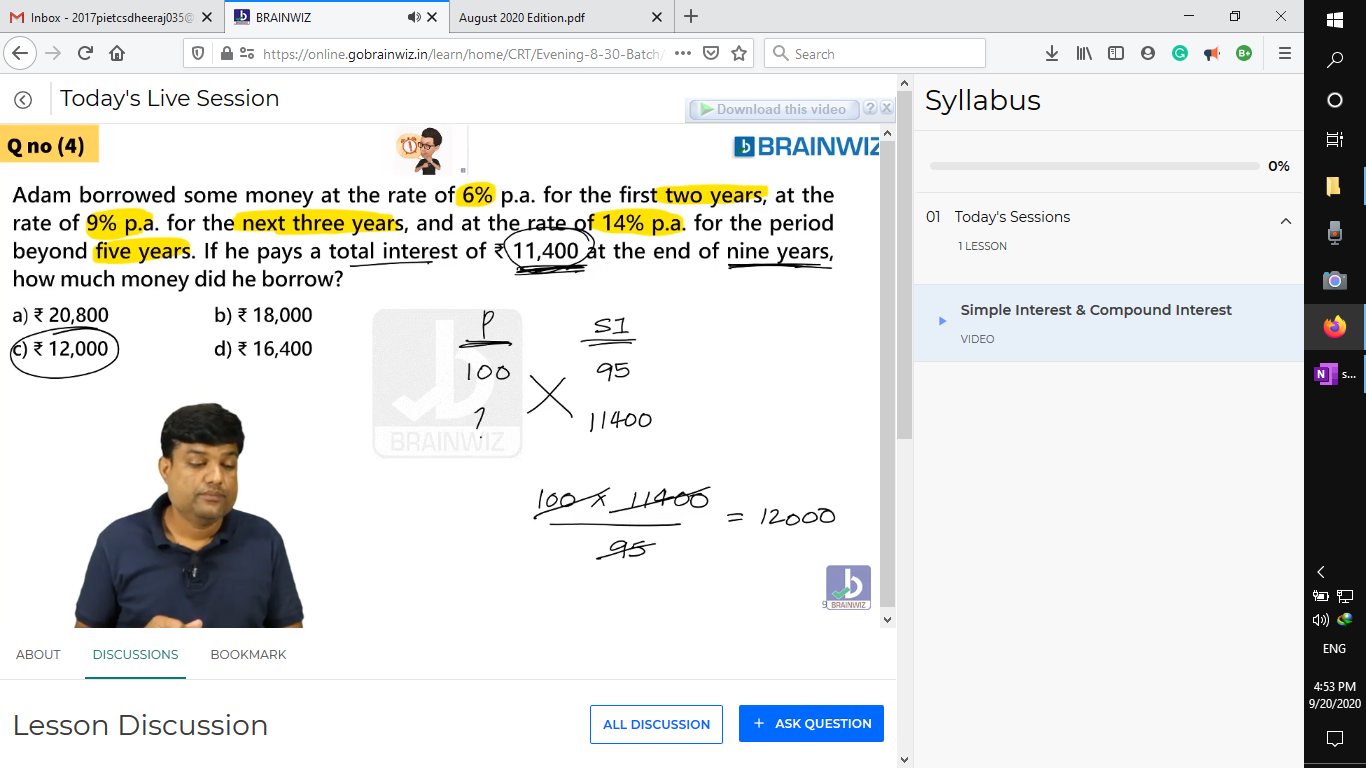 Inbox - 2017pietcsdheeraj035@
BRAINWIZ
August 2020 Edition.pdf
https://online.gobrainwiz.in/learn/home/CRT/Evening-8-30-Batch/
Search
Today's Live Session
Download this video
Q no (4)
BRAINWIZ
Adam borrowed some money at the rate of 6% p.a. for the first two years, at the
rate of 9% p.a. for the next three years, and at the rate of 14% p.a. for the period
beyond five years. If he pays a total interest of ₹ 11,400 at the end of nine years,
how much money did he borrow?
a) ₹ 20,800 b) ₹ 18,000
c) ₹ 12,000 d) ₹ 16,400
P SI
100 95
? 11400
BRAINWIZ
100 x 11400
= 12000
95
9
BRAINWIZ
ABOUT DISCUSSIONS BOOKMARK
Lesson Discussion
ALL DISCUSSION
+ ASK QUESTION
Syllabus
0%
01 Today's Sessions
1 LESSON
Simple Interest & Compound Interest
VIDEO
s...
ENG
4:53 PM
9/20/2020